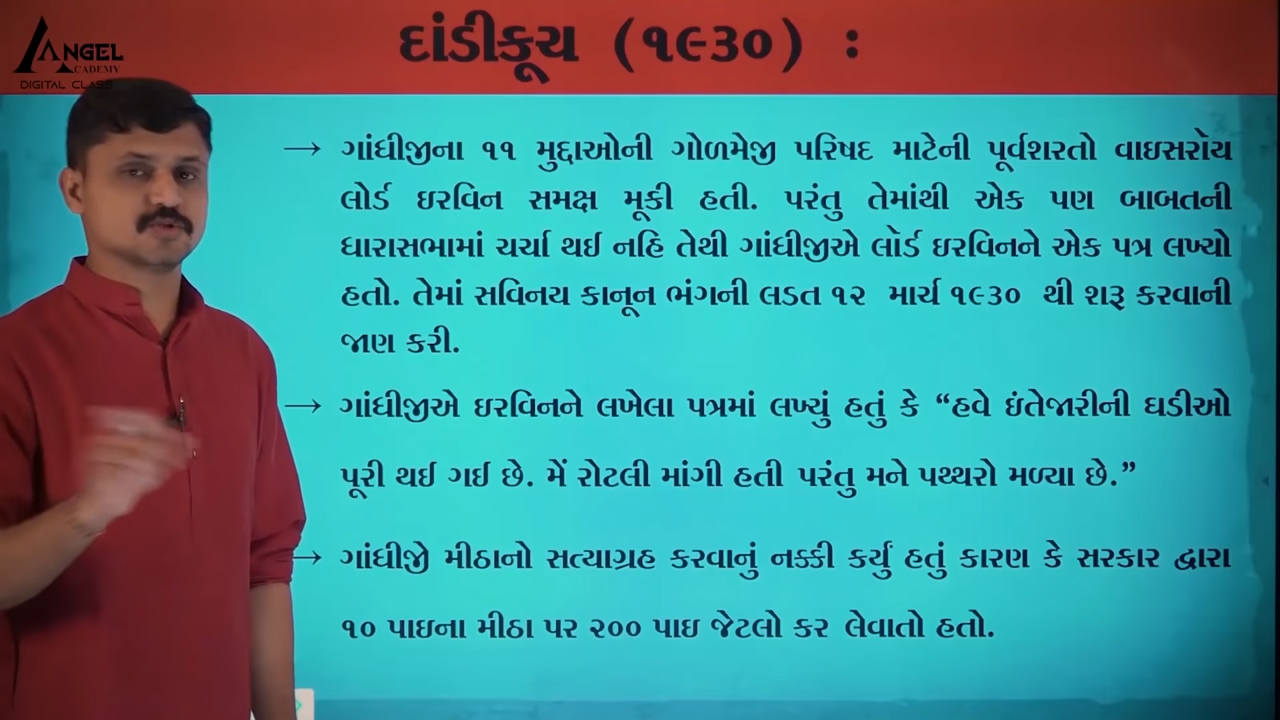 ANGEL
ACADEMY
DIGITAL CLASS
દાંડીકૂચ (૧૯૩૦) :
→ ગાંધીજીના ૧૧ મુદ્દાઓની ગોળમેજી પરિષદ માટેની પૂર્વશરતો વાઇસરૉય
લોર્ડ ઇરવિન સમક્ષ મૂકી હતી. પરંતુ તેમાંથી એક પણ બાબતની
ધારાસભામાં ચર્ચા થઈ નહિ તેથી ગાંધીજીએ લૉર્ડ ઇરવિનને એક પત્ર લખ્યો
હતો. તેમાં સવિનય કાનૂન ભંગની લડત ૧૨ માર્ચ ૧૯૩૦ થી શરૂ કરવાની
જાણ કરી.
→ ગાંધીજીએ ઇરવિનને લખેલા પત્રમાં લખ્યું હતું કે “હવે ઇંતેજારીની ઘડીઓ
પૂરી થઈ ગઈ છે. મેં રોટલી માંગી હતી પરંતુ મને પથ્થરો મળ્યા છે.”
→ ગાંધીજીે મીઠાનો સત્યાગ્રહ કરવાનું નક્કી કર્યું હતું કારણ કે સરકાર દ્વારા
૧૦ પાઇના મીઠા પર ૨૦૦ પાઇ જેટલો કર લેવાતો હતો.